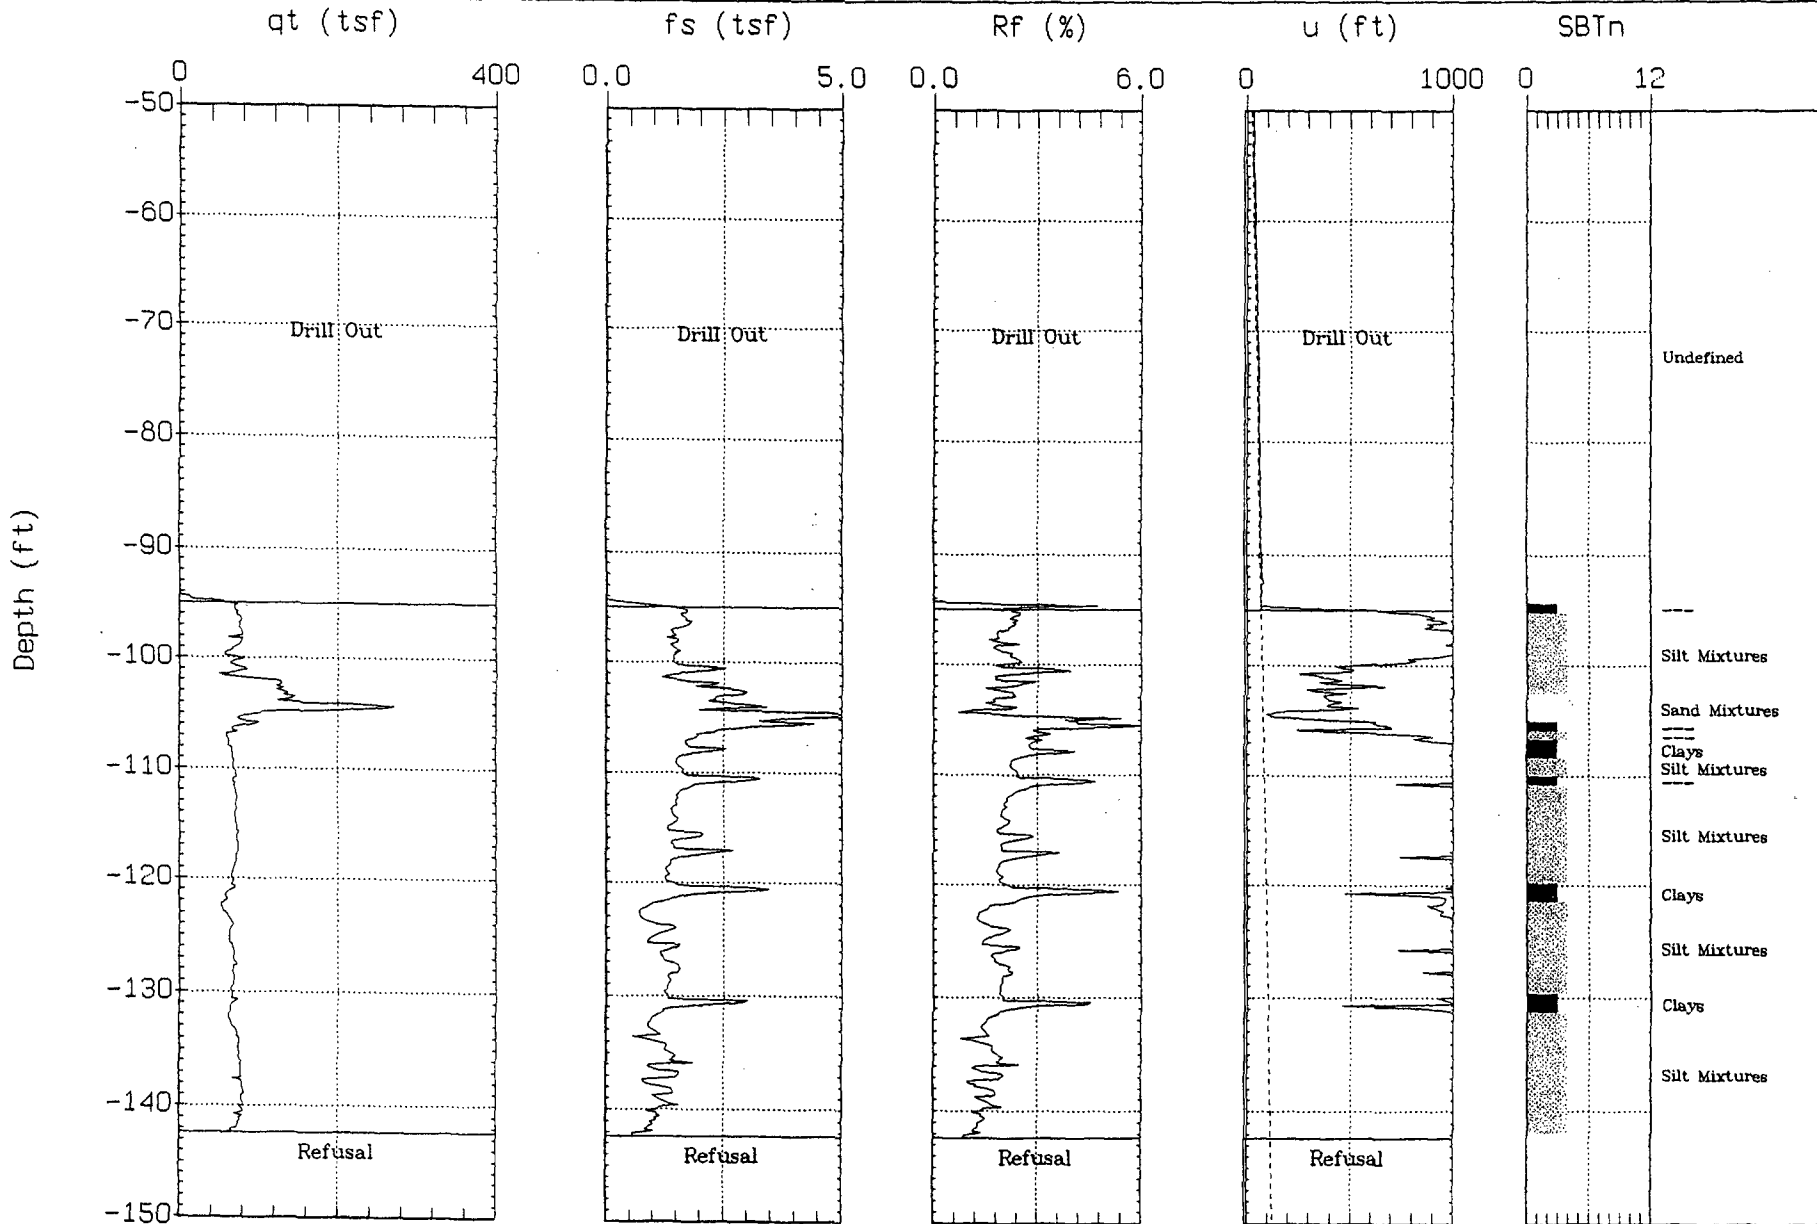 qt (tsf) fs (tsf) Rf (%) u (ft) SBTn
0 400 0.0 5.0 0.0 6.0 0 1000 0 12
-50
-60
-70
Drill Out Drill Out Drill Out Drill Out
Undefined
-80
Depth (ft)
-90
---
-100
Silt Mixtures
Sand Mixtures
---
---
Clays
-110
Silt Mixtures
---
Silt Mixtures
-120
Clays
Silt Mixtures
-130
Clays
Silt Mixtures
-140
Refusal Refusal Refusal Refusal
-150